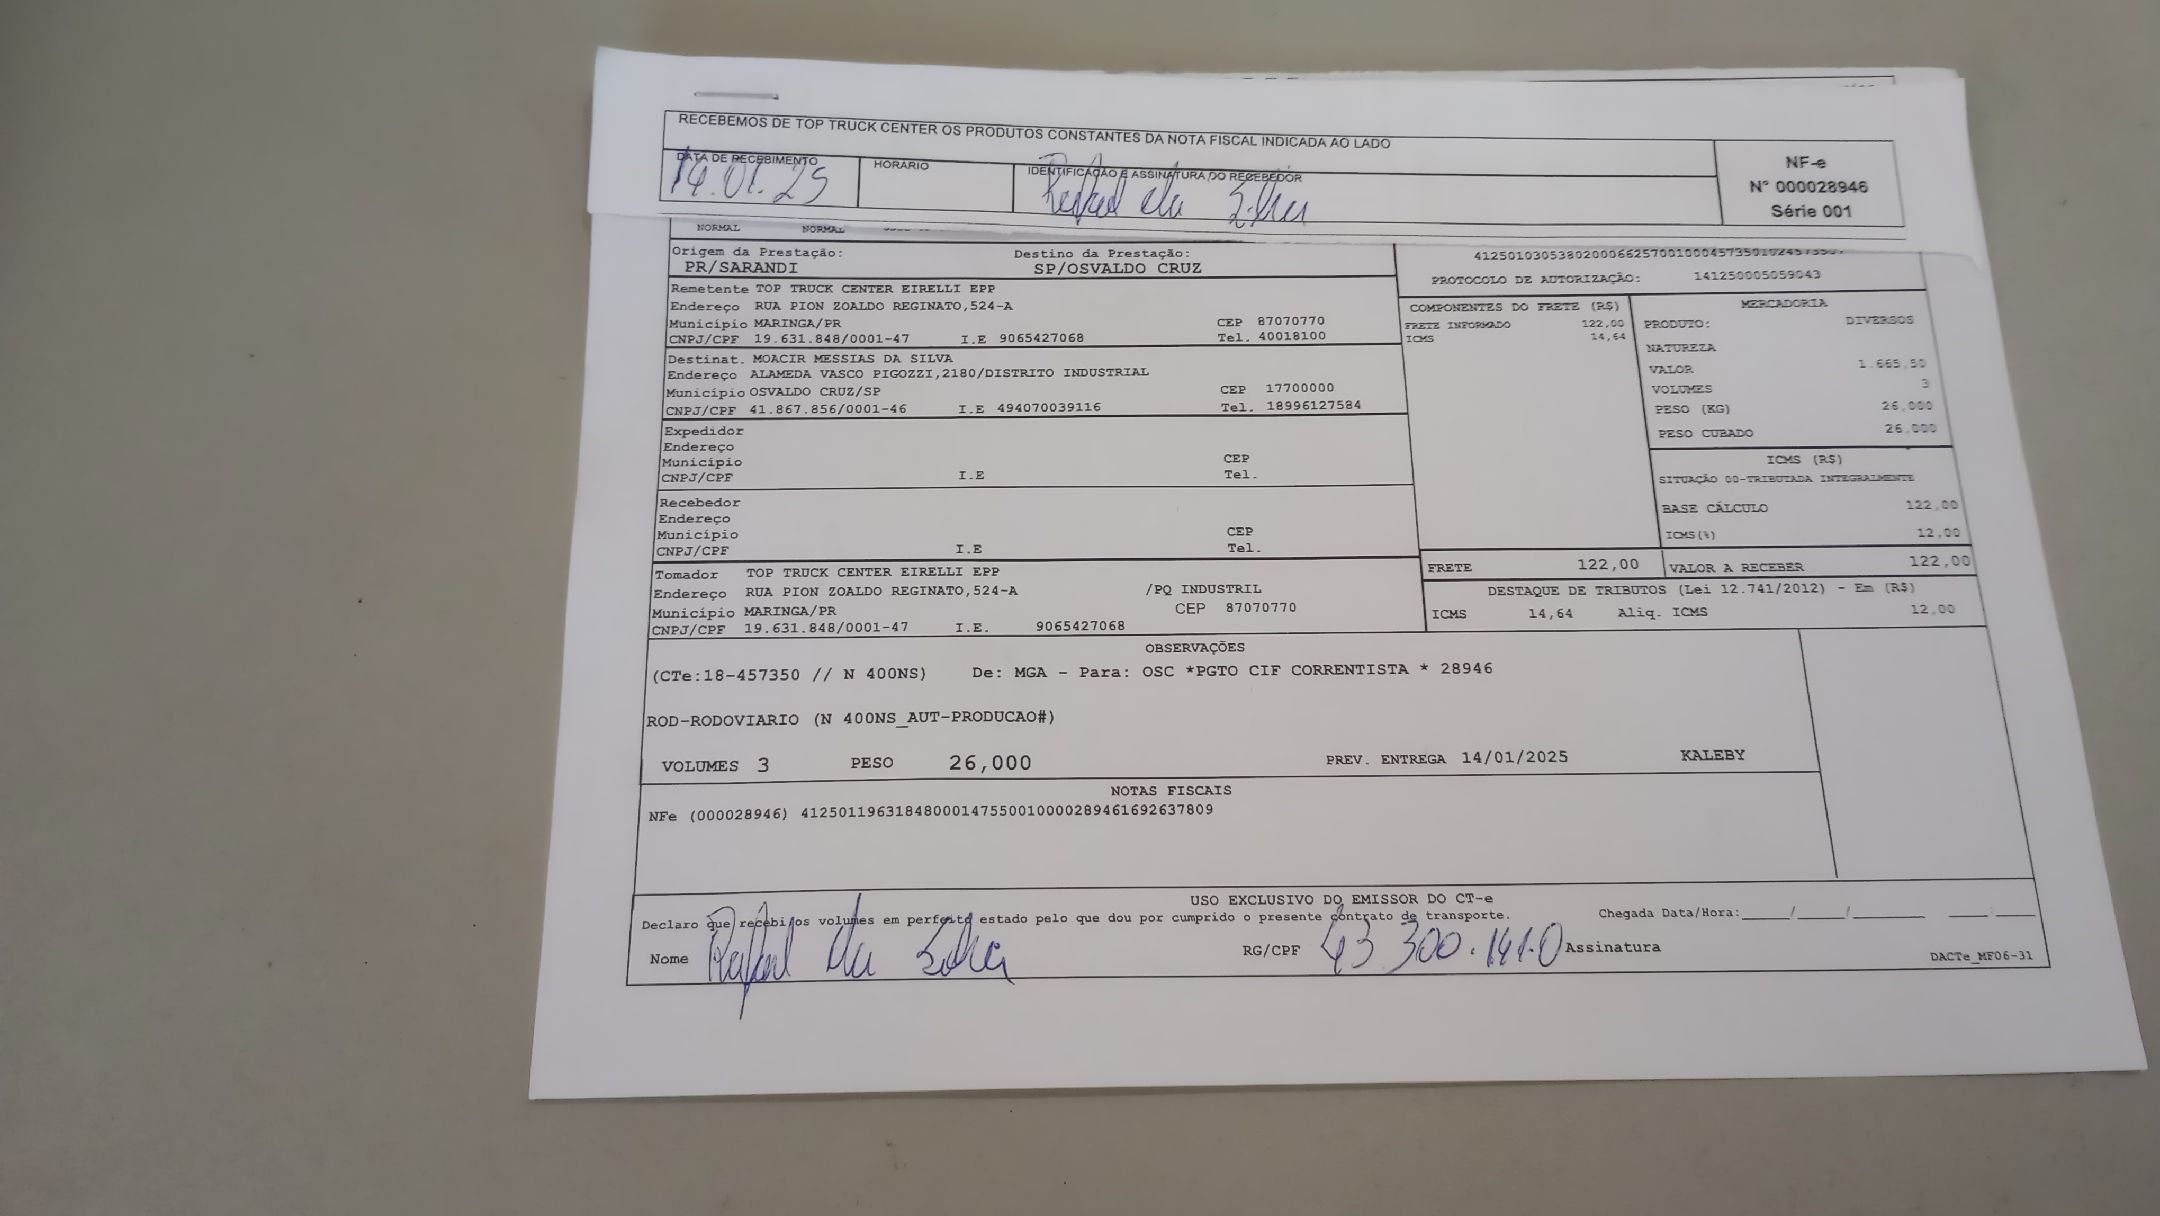 RECEBEMOS DE TOP TRUCK CENTER OS PRODUTOS CONSTANTES DA NOTA FISCAL INDICADA AO LADO
DATA DE RECEBIMENTO HORÁRIO IDENTIFICAÇÃO E ASSINATURA DO RECEBEDOR
14.01.25 Rafael da Silva
NF-e
N° 000028946
Série 001
NORMAL NORMAL
Origem da Prestação: Destino da Prestação:
PR/SARANDI SP/OSVALDO CRUZ
PROTOCOLO DE AUTORIZAÇÃO: 141250005059043
Remetente TOP TRUCK CENTER EIRELLI EPP
Endereço RUA PION ZOALDO REGINATO,524-A
Município MARINGA/PR CEP 87070770
CNPJ/CPF 19.631.848/0001-47 I.E 9065427068 Tel. 40018100
Destinat. MOACIR MESSIAS DA SILVA
Endereço ALAMEDA VASCO PIGOZZI,2180/DISTRITO INDUSTRIAL
Município OSVALDO CRUZ/SP CEP 17700000
CNPJ/CPF 41.867.856/0001-46 I.E 494070039116 Tel. 18996127584
Expedidor
Endereço
Município CEP
CNPJ/CPF I.E Tel.
Recebedor
Endereço
Município CEP
CNPJ/CPF I.E Tel.
Tomador TOP TRUCK CENTER EIRELLI EPP
Endereço RUA PION ZOALDO REGINATO,524-A /PQ INDUSTRIL
Município MARINGA/PR CEP 87070770
CNPJ/CPF 19.631.848/0001-47 I.E. 9065427068
COMPONENTES DO FRETE (R$)
FRETE INFORMADO 122,00
ICMS 14,64
MERCADORIA
PRODUTO: DIVERSOS
NATUREZA
VALOR 1.665,50
VOLUMES 3
PESO (KG) 26,000
PESO CUBADO 26,000
ICMS (R$)
SITUAÇÃO 00-TRIBUTADA INTEGRALMENTE
BASE CÁLCULO 122,00
ICMS(%) 12,00
FRETE 122,00 VALOR A RECEBER 122,00
DESTAQUE DE TRIBUTOS (Lei 12.741/2012) - Em (R$)
ICMS 14,64 Aliq. ICMS 12,00
OBSERVAÇÕES
(CTe:18-457350 // N 400NS) De: MGA - Para: OSC *PGTO CIF CORRENTISTA * 28946
ROD-RODOVIARIO (N 400NS_AUT-PRODUCAO#)
VOLUMES 3 PESO 26,000 PREV. ENTREGA 14/01/2025 KALEBY
NOTAS FISCAIS
NFe (000028946) 41250119631848000147550010000289461692637809
USO EXCLUSIVO DO EMISSOR DO CT-e
Declaro que recebi os volumes em perfeito estado pelo que dou por cumprido o presente contrato de transporte. Chegada Data/Hora:____/____/______ ____:____
Nome Rafael da Silva RG/CPF 43 300.141.0 Assinatura
DACTe_MF06-31